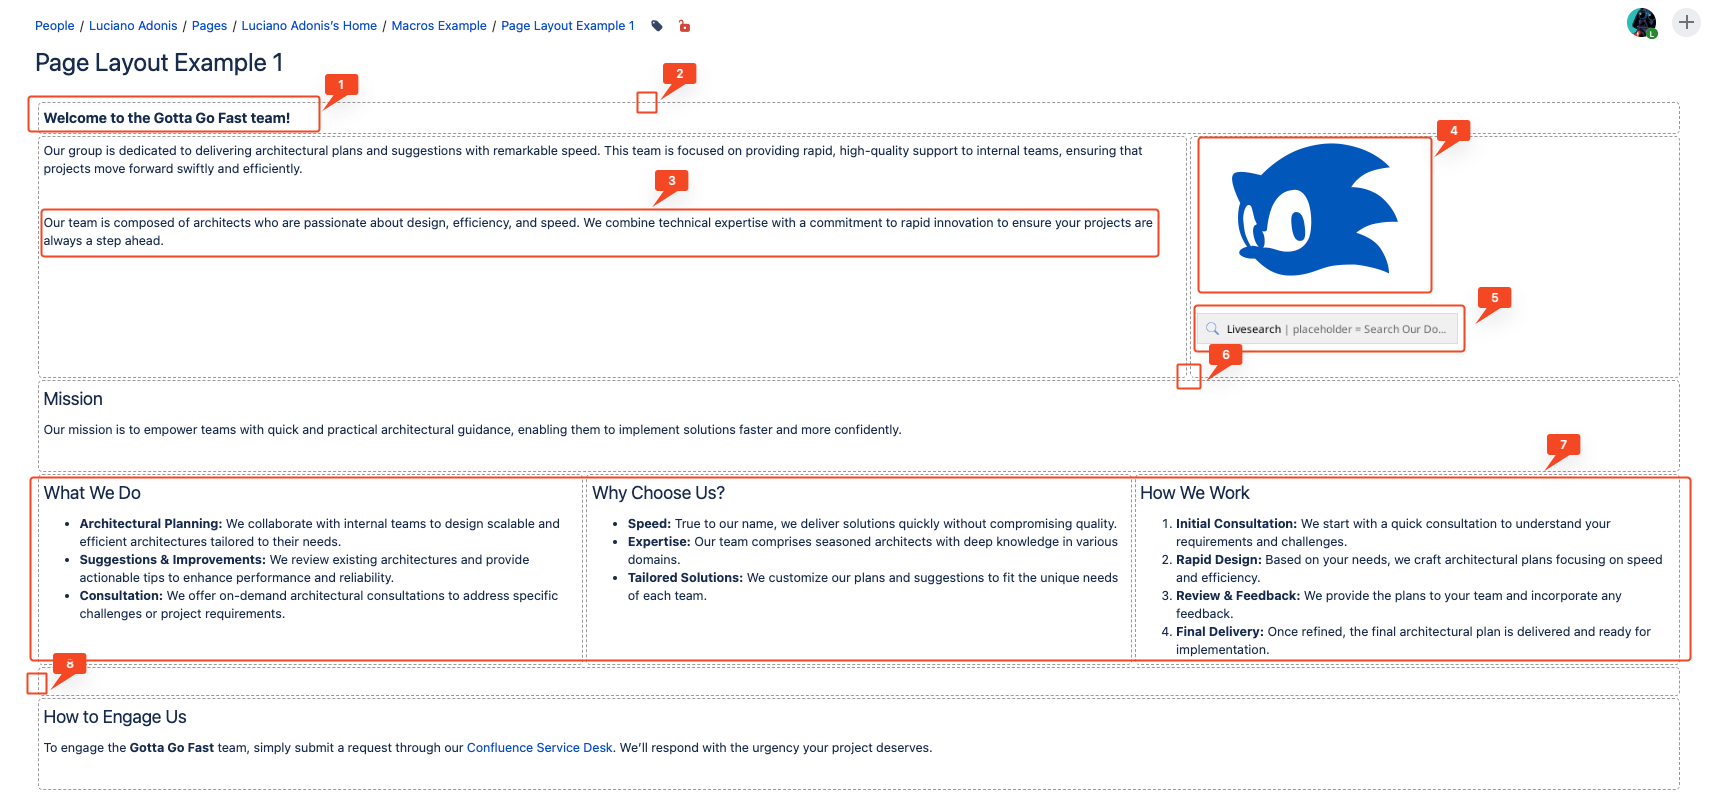 People / Luciano Adonis / Pages / Luciano Adonis's Home / Macros Example / Page Layout Example 1
L
Page Layout Example 1
1
2
Welcome to the Gotta Go Fast team!
Our group is dedicated to delivering architectural plans and suggestions with remarkable speed. This team is focused on providing rapid, high-quality support to internal teams, ensuring that
projects move forward swiftly and efficiently.
3
Our team is composed of architects who are passionate about design, efficiency, and speed. We combine technical expertise with a commitment to rapid innovation to ensure your projects are
always a step ahead.
4
5
Livesearch | placeholder = Search Our Do...
6
Mission
Our mission is to empower teams with quick and practical architectural guidance, enabling them to implement solutions faster and more confidently.
7
What We Do
• Architectural Planning: We collaborate with internal teams to design scalable and
efficient architectures tailored to their needs.
• Suggestions & Improvements: We review existing architectures and provide
actionable tips to enhance performance and reliability.
• Consultation: We offer on-demand architectural consultations to address specific
challenges or project requirements.
Why Choose Us?
• Speed: True to our name, we deliver solutions quickly without compromising quality.
• Expertise: Our team comprises seasoned architects with deep knowledge in various
domains.
• Tailored Solutions: We customize our plans and suggestions to fit the unique needs
of each team.
How We Work
1. Initial Consultation: We start with a quick consultation to understand your
requirements and challenges.
2. Rapid Design: Based on your needs, we craft architectural plans focusing on speed
and efficiency.
3. Review & Feedback: We provide the plans to your team and incorporate any
feedback.
4. Final Delivery: Once refined, the final architectural plan is delivered and ready for
implementation.
8
How to Engage Us
To engage the Gotta Go Fast team, simply submit a request through our Confluence Service Desk. We'll respond with the urgency your project deserves.